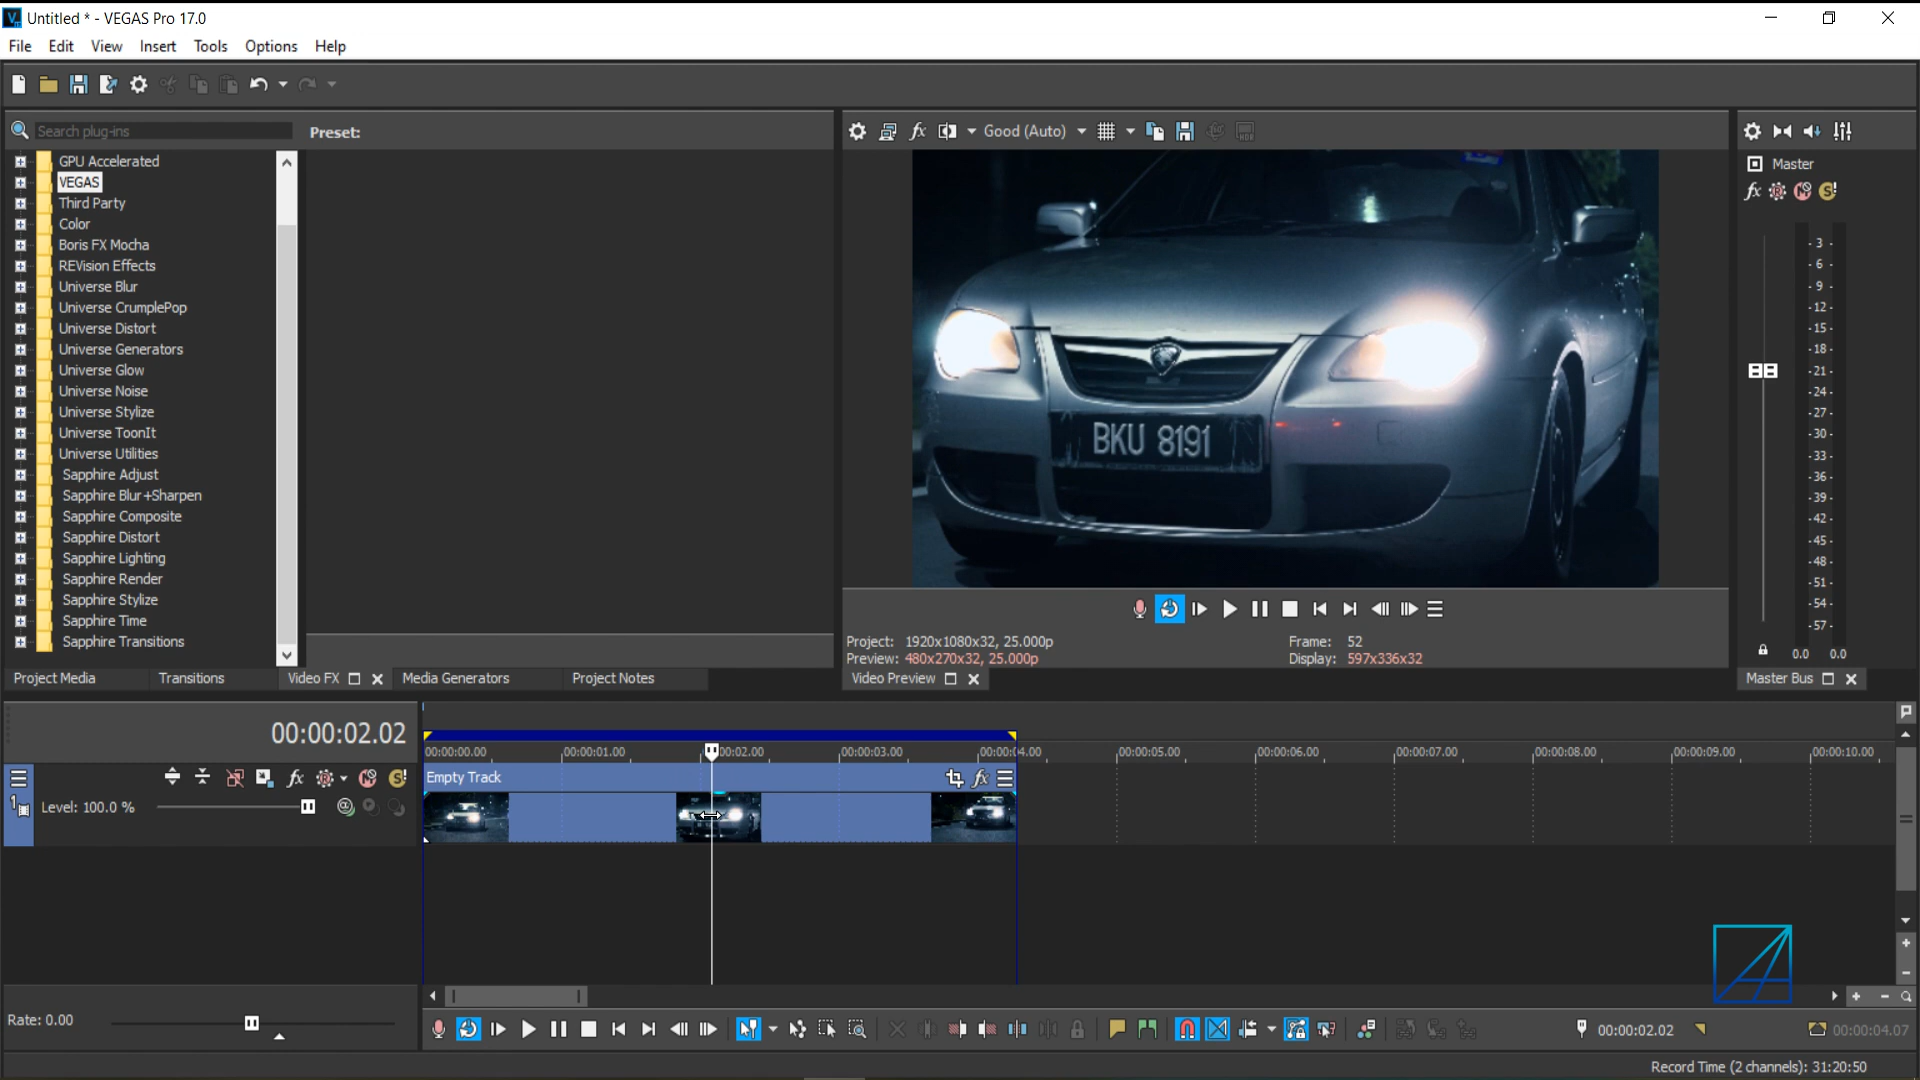 Untitled * - VEGAS Pro 17.0
File Edit View Insert Tools Options Help
Search plug-ins
Preset:
GPU Accelerated
VEGAS
Third Party
Color
Boris FX Mocha
REVision Effects
Universe Blur
Universe CrumplePop
Universe Distort
Universe Generators
Universe Glow
Universe Noise
Universe Stylize
Universe ToonIt
Universe Utilities
Sapphire Adjust
Sapphire Blur+Sharpen
Sapphire Composite
Sapphire Distort
Sapphire Lighting
Sapphire Render
Sapphire Stylize
Sapphire Time
Sapphire Transitions
Project Media Transitions Video FX Media Generators Project Notes
fx Good (Auto)
BKU 8191
Project: 1920x1080x32, 25.000p
Preview: 480x270x32, 25.000p
Frame: 52
Display: 597x336x32
Video Preview
Master
fx
-3-
-6-
-9-
-12-
-15-
-18-
-21-
-24-
-27-
-30-
-33-
-36-
-39-
-42-
-45-
-48-
-51-
-54-
-57-
0.0 0.0
Master Bus
00:00:02.02
00:00:00.00 00:00:01.00 00:00:02.00 00:00:03.00 00:00:04.00 00:00:05.00 00:00:06.00 00:00:07.00 00:00:08.00 00:00:09.00 00:00:10.00
fx
1
Level: 100.0 %
Empty Track fx
Rate: 0.00
00:00:02.02
00:00:04.07
Record Time (2 channels): 31:20:50